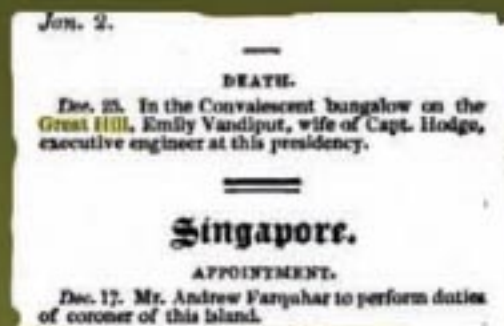 Jan. 2.
DEATH.
Dec. 25. In the Convalescent bungalow on the
Great Hill, Emily Vandiput, wife of Capt. Hodge,
executive engineer at this presidency.
Singapore.
APPOINTMENT.
Dec. 17. Mr. Andrew Farquhar to perform duties
of coroner of this island.